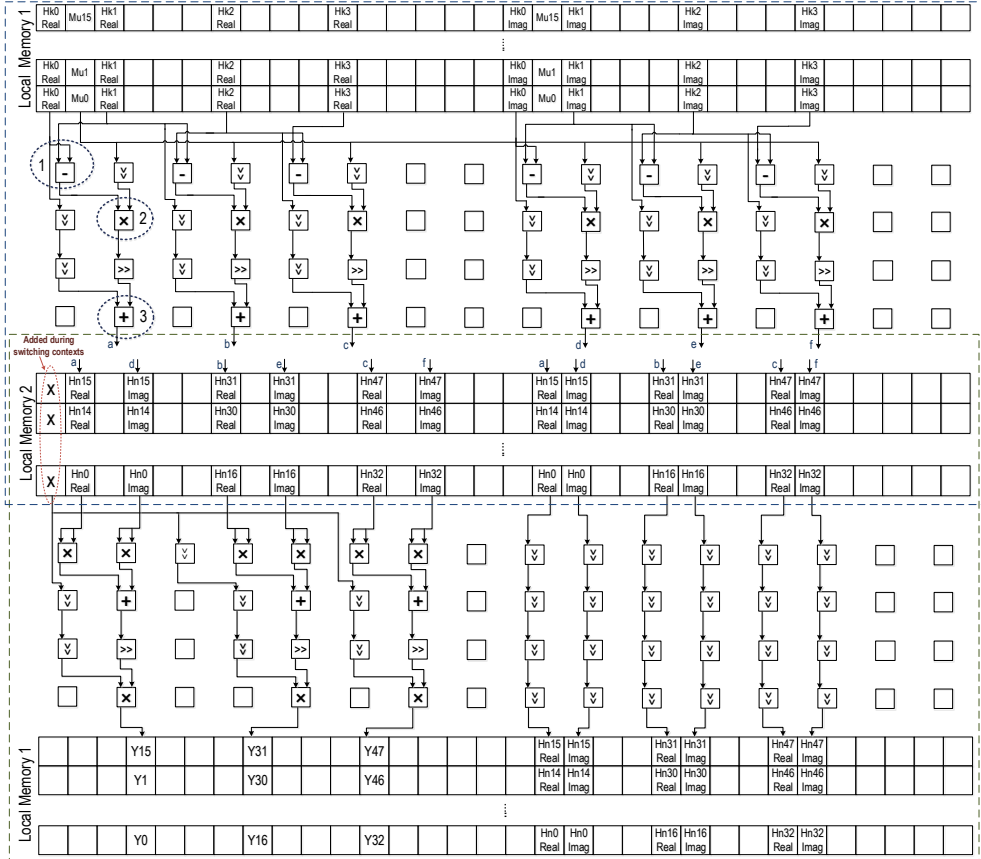 Local Memory 1
Hk0 Real Mu15 Hk1 Real Hk2 Real Hk3 Real Hk0 Imag Mu15 Hk1 Imag Hk2 Imag Hk3 Imag
Hk0 Real Mu1 Hk1 Real Hk2 Real Hk3 Real Hk0 Imag Mu1 Hk1 Imag Hk2 Imag Hk3 Imag
Hk0 Real Mu0 Hk1 Real Hk2 Real Hk3 Real Hk0 Imag Mu0 Hk1 Imag Hk2 Imag Hk3 Imag
1 - >> - >> - >> - >> - >> - >>
>> × 2 >> × >> × >> × >> × >> ×
>> >> >> >> >> >> >> >> >> >> >> >>
+ 3 + + + + +
a b c d e f
Added during
switching contexts
a d b e c f a d b e c f
Local Memory 2
X Hn15 Real Hn15 Imag Hn31 Real Hn31 Imag Hn47 Real Hn47 Imag Hn15 Real Hn15 Imag Hn31 Real Hn31 Imag Hn47 Real Hn47 Imag
X Hn14 Real Hn14 Imag Hn30 Real Hn30 Imag Hn46 Real Hn46 Imag Hn14 Real Hn14 Imag Hn30 Real Hn30 Imag Hn46 Real Hn46 Imag
X Hn0 Real Hn0 Imag Hn16 Real Hn16 Imag Hn32 Real Hn32 Imag Hn0 Real Hn0 Imag Hn16 Real Hn16 Imag Hn32 Real Hn32 Imag
× × >> × × × × >> >> >> >> >> >>
>> + >> + >> + >> >> >> >> >> >>
>> >> >> >> >> >> >> >> >> >> >> >>
× × × >> >> >> >> >> >>
Local Memory 1
Y15 Y31 Y47 Hn15 Real Hn15 Imag Hn31 Real Hn31 Imag Hn47 Real Hn47 Imag
Y1 Y30 Y46 Hn14 Real Hn14 Imag Hn30 Real Hn30 Imag Hn46 Real Hn46 Imag
Y0 Y16 Y32 Hn0 Real Hn0 Imag Hn16 Real Hn16 Imag Hn32 Real Hn32 Imag